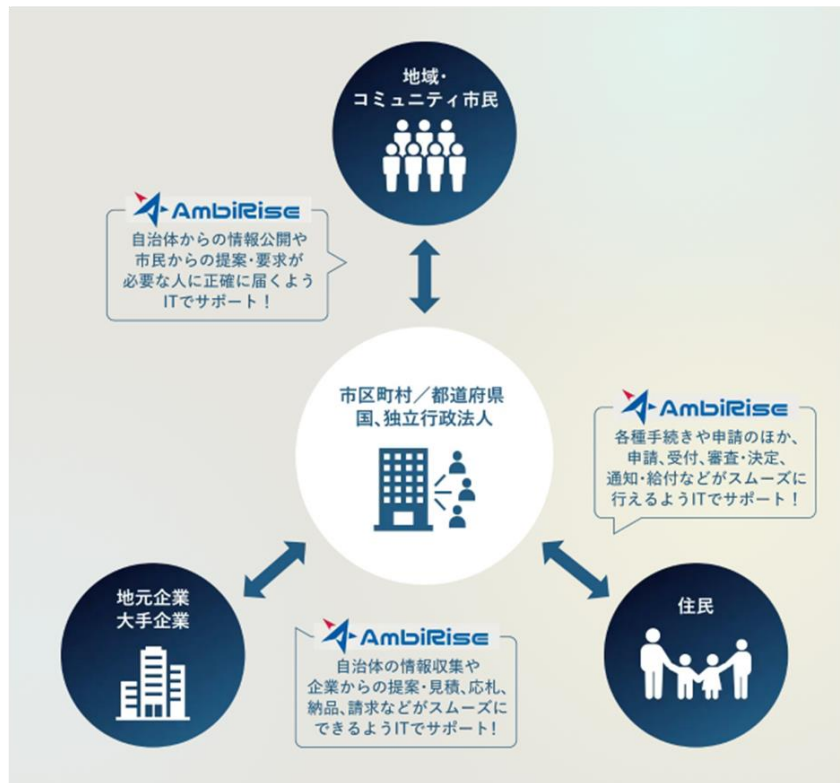 地域・
コミュニティ市民
AmbiRise
自治体からの情報公開や
市民からの提案・要求が
必要な人に正確に届くよう
ITでサポート！
市区町村／都道府県
国、独立行政法人
AmbiRise
各種手続きや申請のほか、
申請、受付、審査・決定、
通知・給付などがスムーズに
行えるようITでサポート！
地元企業
大手企業
AmbiRise
自治体の情報収集や
企業からの提案・見積、応札、
納品、請求などがスムーズに
できるようITでサポート！
住民